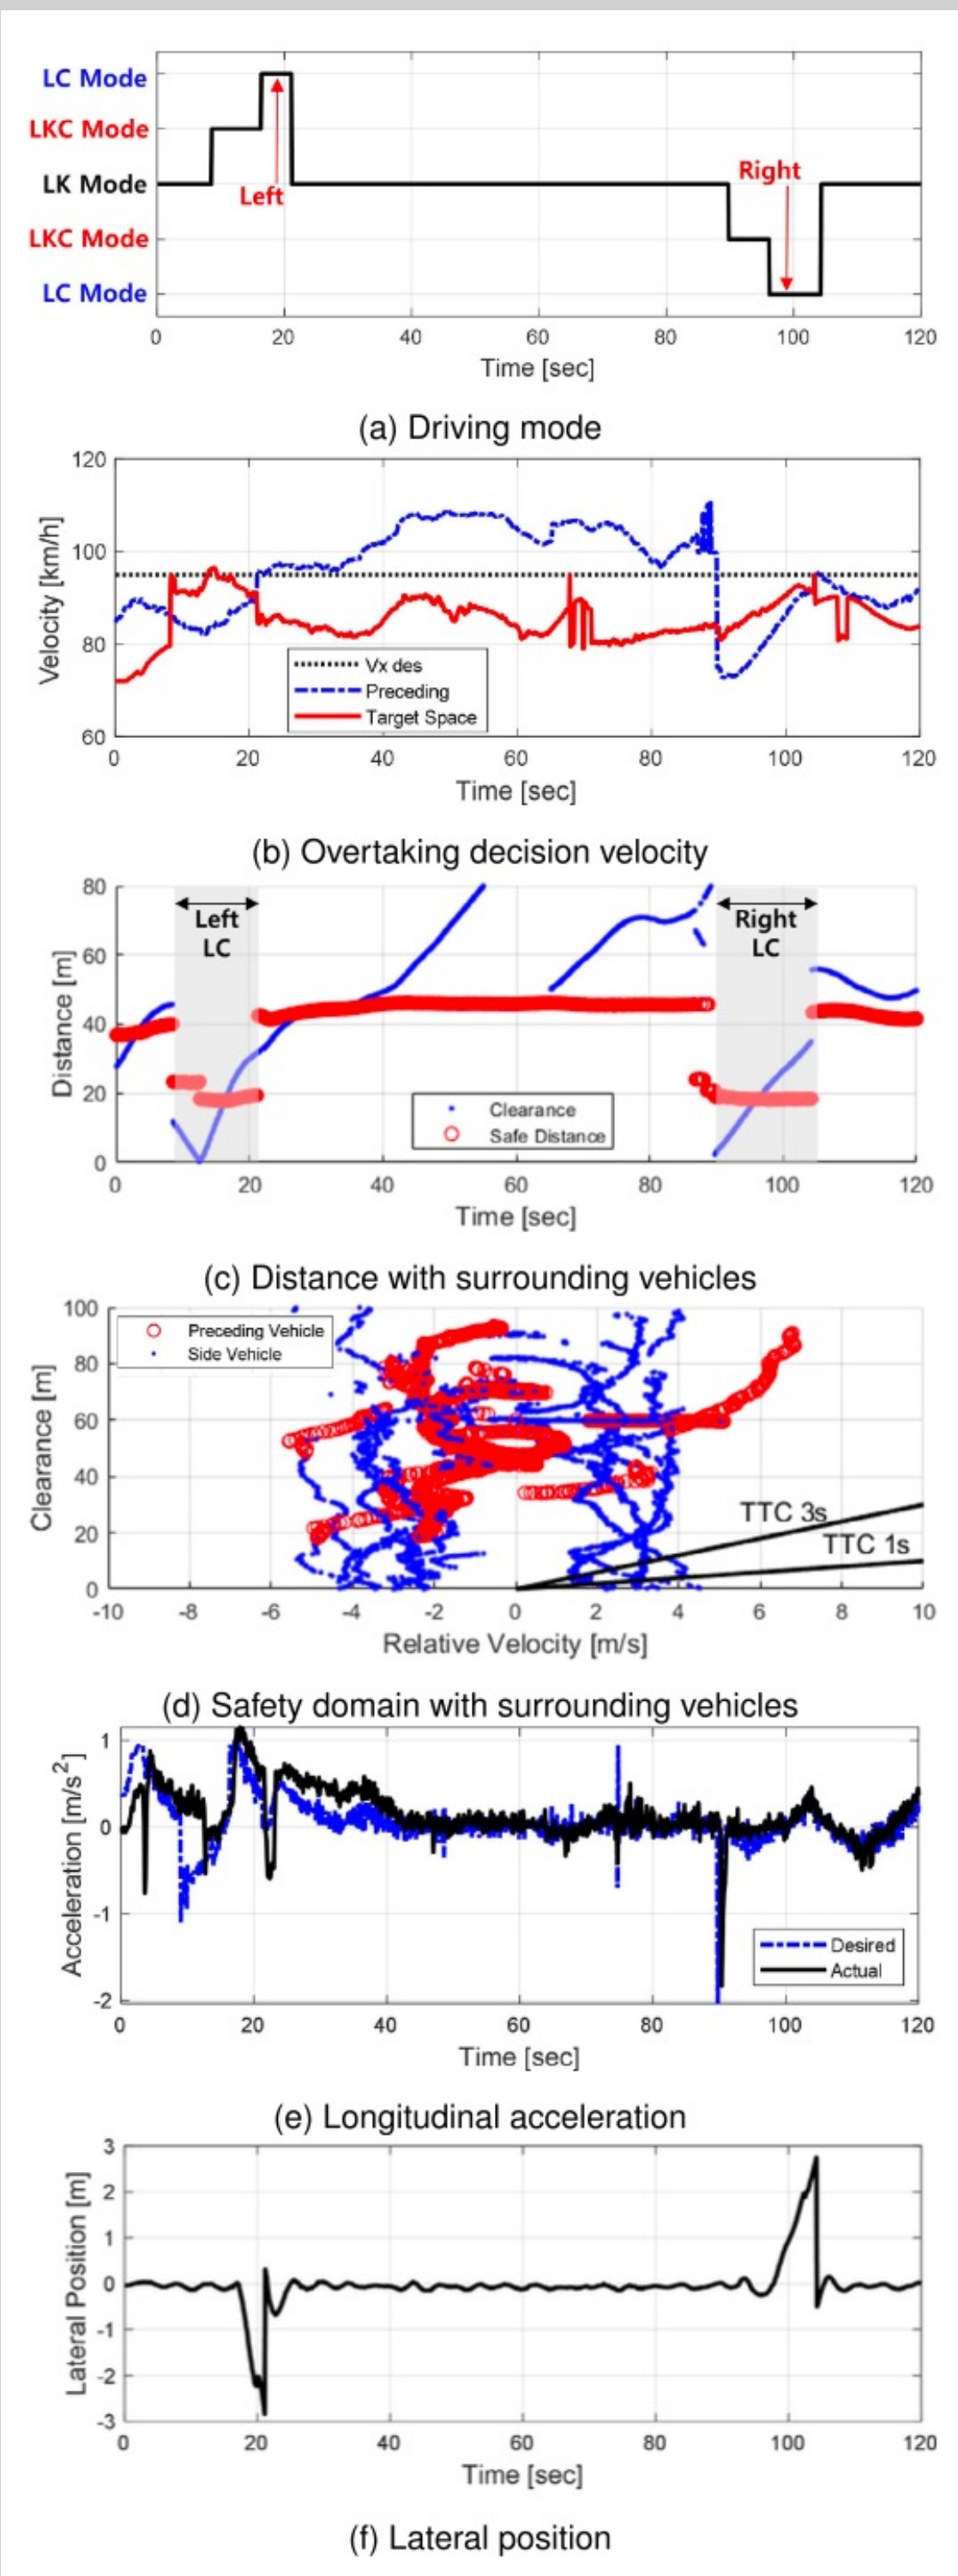 LC Mode
LKC Mode
LK Mode
LKC Mode
LC Mode
Left
Right
0 20 40 60 80 100 120
Time [sec]
(a) Driving mode
120
100
80
60
Velocity [km/h]
Vx des
Preceding
Target Space
0 20 40 60 80 100 120
Time [sec]
(b) Overtaking decision velocity
80
60
40
20
0
Distance [m]
Left
LC
Right
LC
Clearance
Safe Distance
0 20 40 60 80 100 120
Time [sec]
(c) Distance with surrounding vehicles
100
80
60
40
20
0
Clearance [m]
Preceding Vehicle
Side Vehicle
TTC 3s
TTC 1s
-10 -8 -6 -4 -2 0 2 4 6 8 10
Relative Velocity [m/s]
(d) Safety domain with surrounding vehicles
1
0
-1
-2
Acceleration [m/s²]
Desired
Actual
0 20 40 60 80 100 120
Time [sec]
(e) Longitudinal acceleration
3
2
1
0
-1
-2
-3
Lateral Position [m]
0 20 40 60 80 100 120
Time [sec]
(f) Lateral position